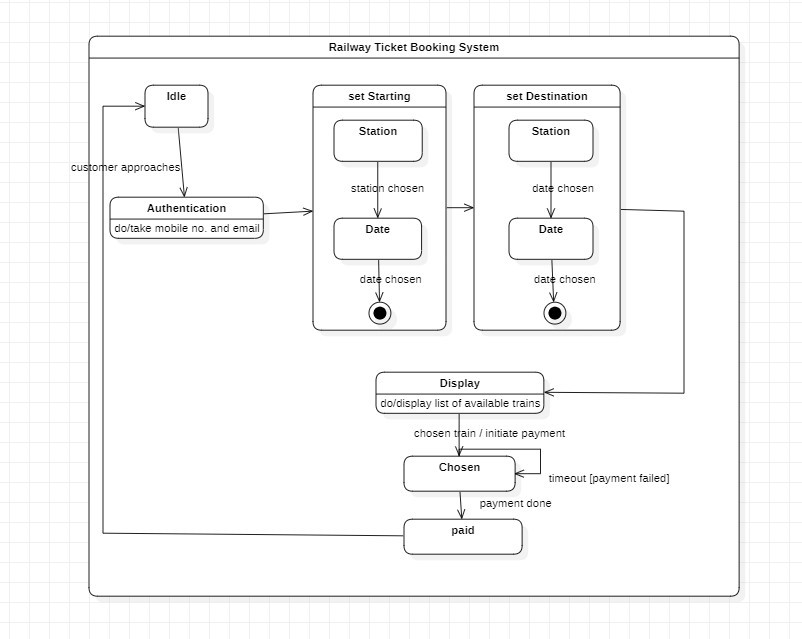 Railway Ticket Booking System
Idle
customer approaches
Authentication
do/take mobile no. and email
set Starting
Station
station chosen
Date
date chosen
set Destination
Station
date chosen
Date
date chosen
Display
do/display list of available trains
chosen train / initiate payment
Chosen
timeout [payment failed]
payment done
paid